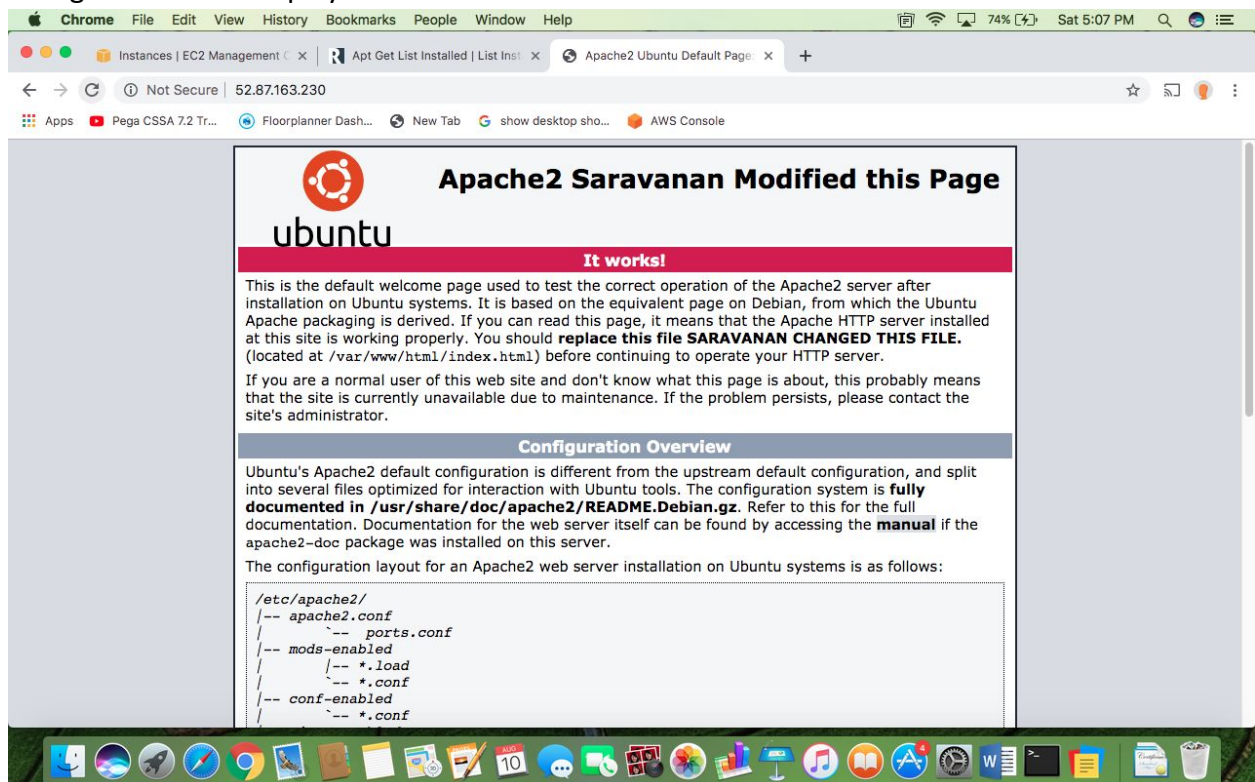 Chrome File Edit View History Bookmarks People Window Help 74% Sat 5:07 PM
Instances | EC2 Management C Apt Get List Installed | List Inst Apache2 Ubuntu Default Page:
Not Secure | 52.87.163.230
Apps Pega CSSA 7.2 Tr... Floorplanner Dash... New Tab show desktop sho... AWS Console
ubuntu
Apache2 Saravanan Modified this Page
It works!
This is the default welcome page used to test the correct operation of the Apache2 server after
installation on Ubuntu systems. It is based on the equivalent page on Debian, from which the Ubuntu
Apache packaging is derived. If you can read this page, it means that the Apache HTTP server installed
at this site is working properly. You should replace this file SARAVANAN CHANGED THIS FILE.
(located at /var/www/html/index.html) before continuing to operate your HTTP server.
If you are a normal user of this web site and don't know what this page is about, this probably means
that the site is currently unavailable due to maintenance. If the problem persists, please contact the
site's administrator.
Configuration Overview
Ubuntu's Apache2 default configuration is different from the upstream default configuration, and split
into several files optimized for interaction with Ubuntu tools. The configuration system is fully
documented in /usr/share/doc/apache2/README.Debian.gz. Refer to this for the full
documentation. Documentation for the web server itself can be found by accessing the manual if the
apache2-doc package was installed on this server.
The configuration layout for an Apache2 web server installation on Ubuntu systems is as follows:
/etc/apache2/
|-- apache2.conf
|       `--  ports.conf
|-- mods-enabled
|       |-- *.load
|       `-- *.conf
|-- conf-enabled
|       `-- *.conf
AUG
10
4